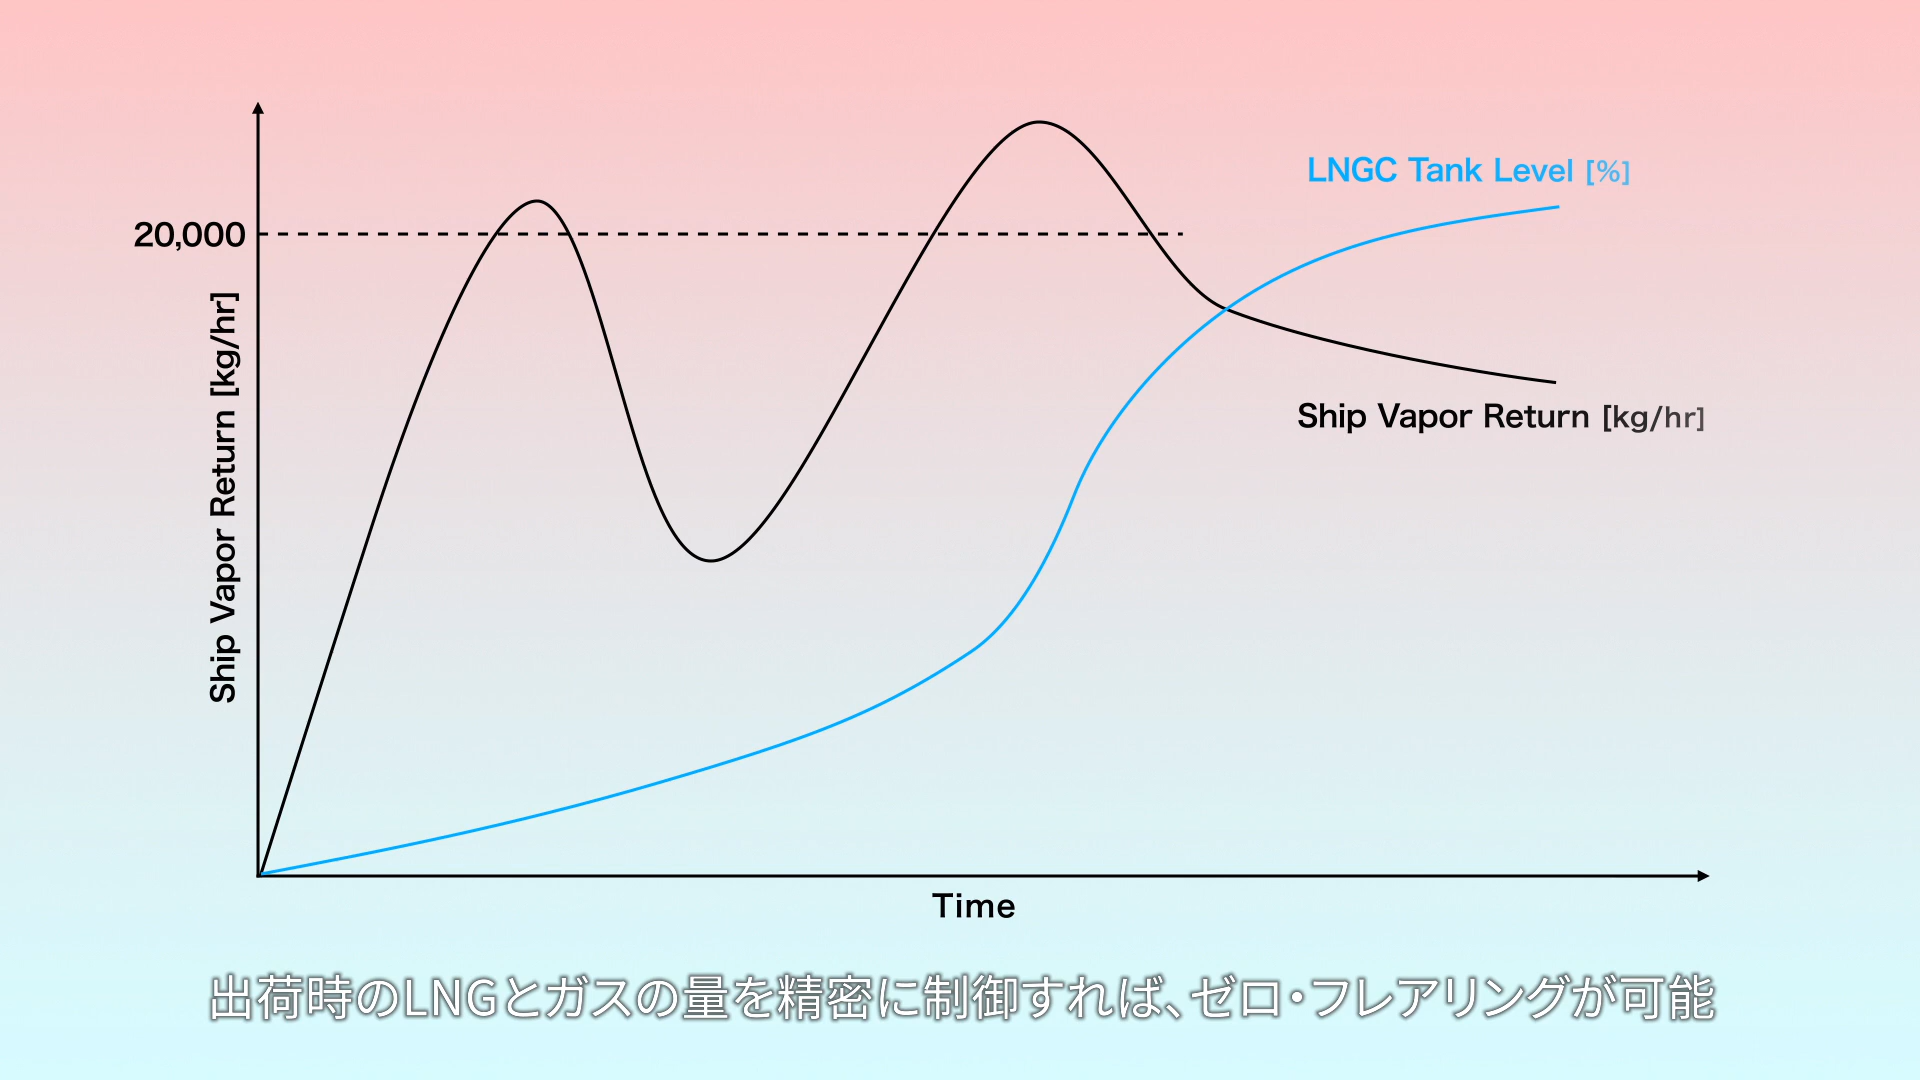 LNGC Tank Level [%]
20,000
Ship Vapor Return [kg/hr]
Ship Vapor Return [kg/hr]
Time
出荷時のLNGとガスの量を精密に制御すれば、ゼロ・フレアリングが可能